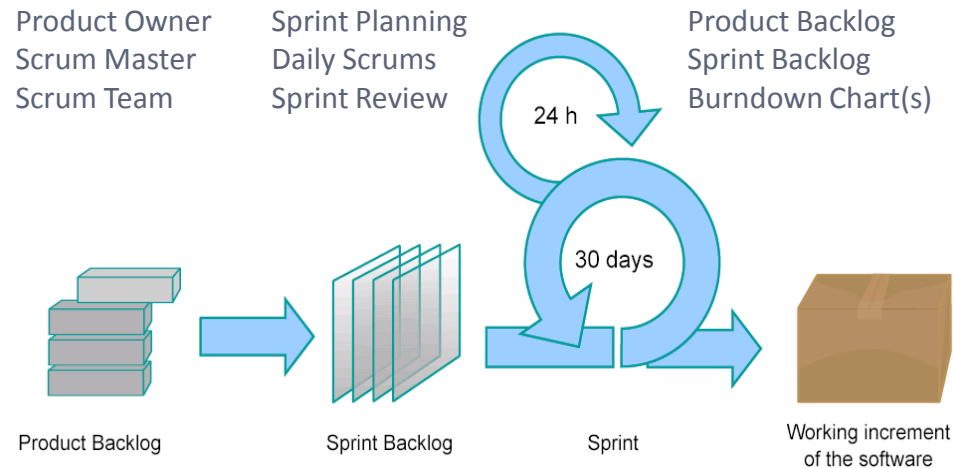 Product Owner
Scrum Master
Scrum Team
Sprint Planning
Daily Scrums
Sprint Review
Product Backlog
Sprint Backlog
Burndown Chart(s)
24 h
30 days
Product Backlog
Sprint Backlog
Sprint
Working increment
of the software